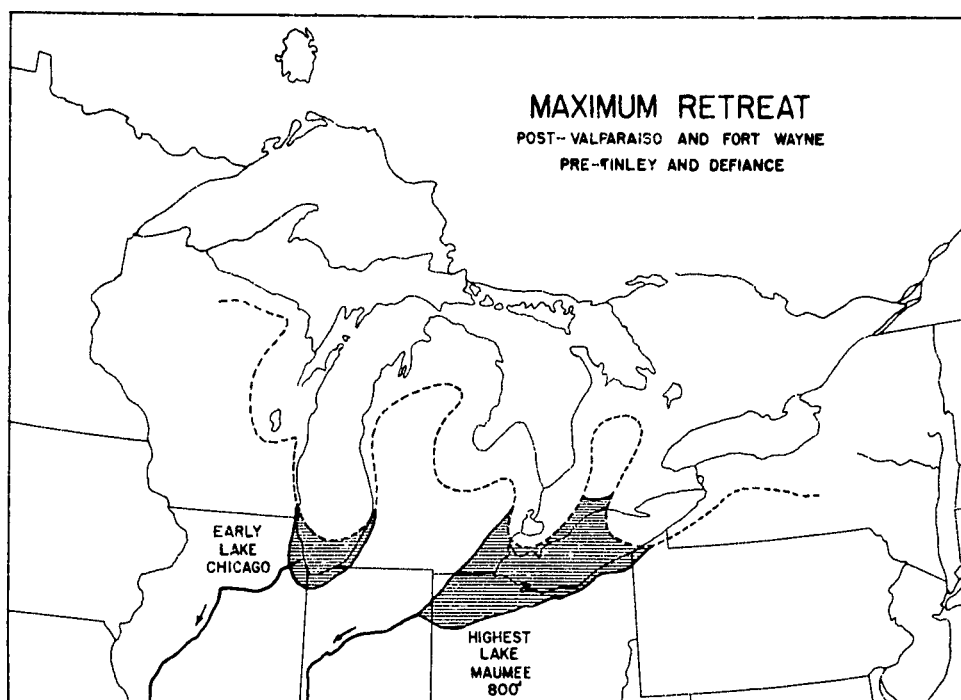 MAXIMUM RETREAT
POST-VALPARAISO AND FORT WAYNE
PRE-TINLEY AND DEFIANCE
EARLY
LAKE
CHICAGO
HIGHEST
LAKE
MAUMEE
800'